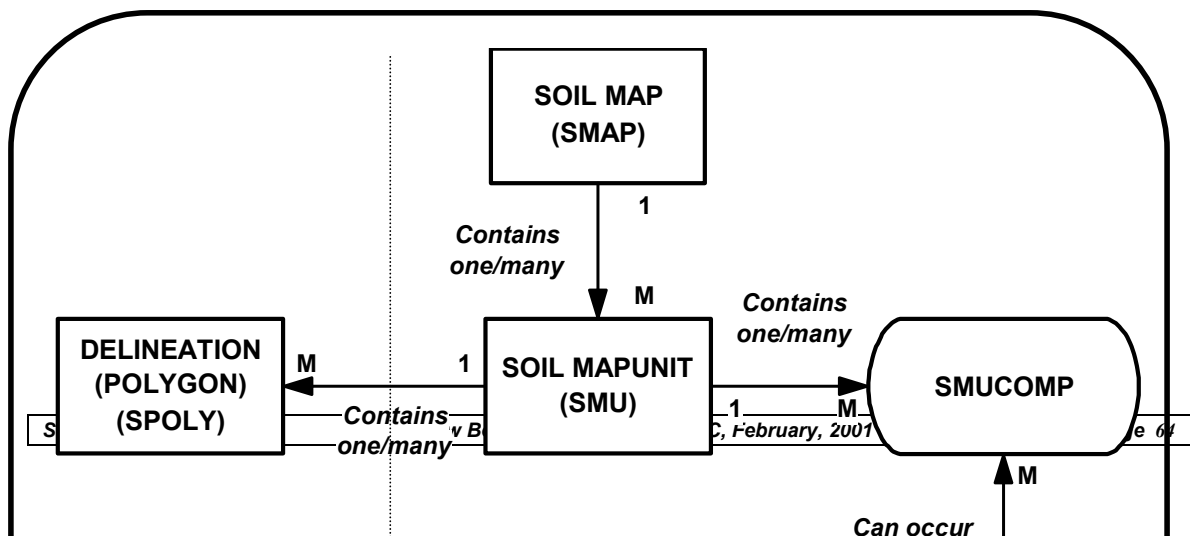 SOIL MAP
(SMAP)
1
Contains
one/many
M
Contains
one/many
DELINEATION
(POLYGON)
(SPOLY)
M
1
SOIL MAPUNIT
(SMU)
1
M
SMUCOMP
Contains
one/many
C, February, 2001
64
M
Can occur